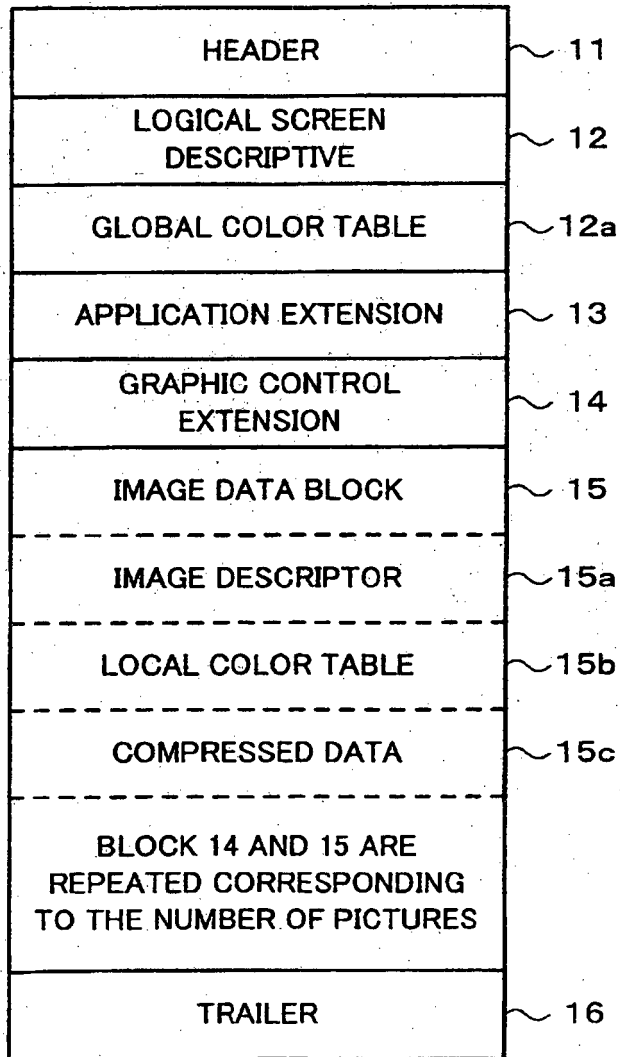 HEADER 11
LOGICAL SCREEN
DESCRIPTIVE 12
GLOBAL COLOR TABLE 12a
APPLICATION EXTENSION 13
GRAPHIC CONTROL
EXTENSION 14
IMAGE DATA BLOCK 15
IMAGE DESCRIPTOR 15a
LOCAL COLOR TABLE 15b
COMPRESSED DATA 15c
BLOCK 14 AND 15 ARE
REPEATED CORRESPONDING
TO THE NUMBER OF PICTURES
TRAILER 16